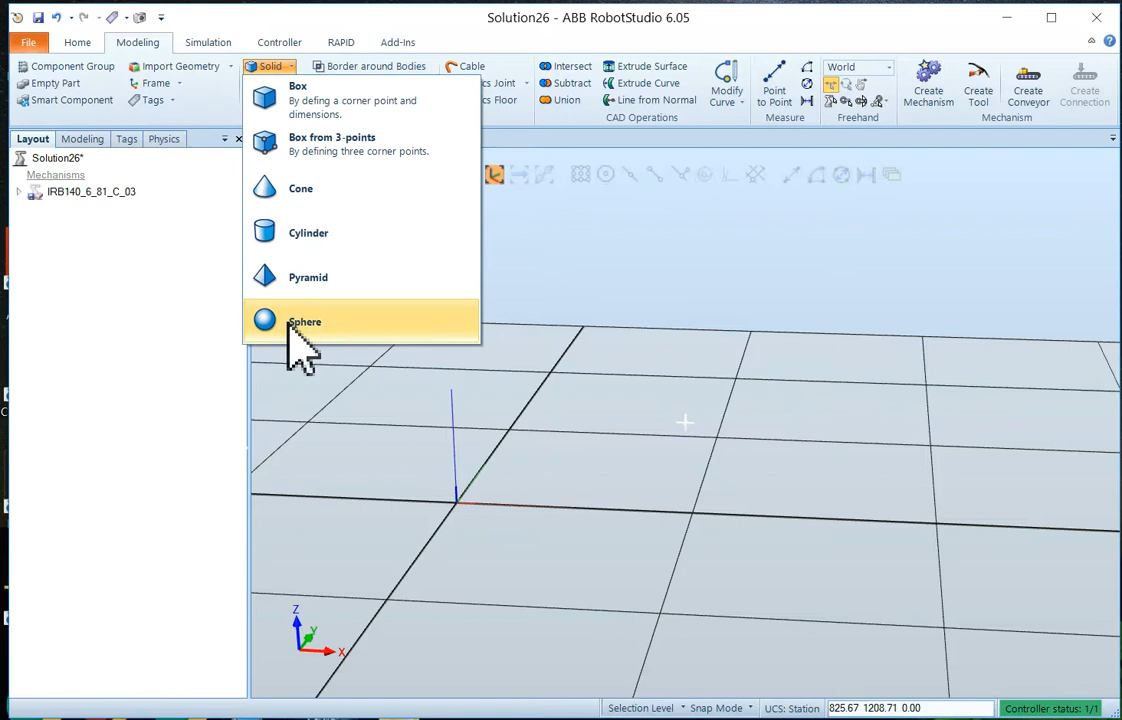 Solution26 - ABB RobotStudio 6.05
File Home Modeling Simulation Controller RAPID Add-Ins
Component Group
Empty Part
Smart Component
Import Geometry
Frame
Tags
Solid
Border around Bodies
Cable
cs Joint
cs Floor
Intersect
Subtract
Union
Extrude Surface
Extrude Curve
Line from Normal
CAD Operations
Modify
Curve
Point
to Point
Measure
World
Freehand
Create
Mechanism
Create
Tool
Create
Conveyor
Create
Connection
Mechanism
Layout Modeling Tags Physics
Solution26*
Mechanisms
IRB140_6_81_C_03
Box
By defing a corner point and
dimensions.
Box from 3-points
By defining three corner points.
Cone
Cylinder
Pyramid
Sphere
Z
Y
X
Selection Level Snap Mode UCS: Station 825.67 1208.71 0.00 Controller status: 1/1